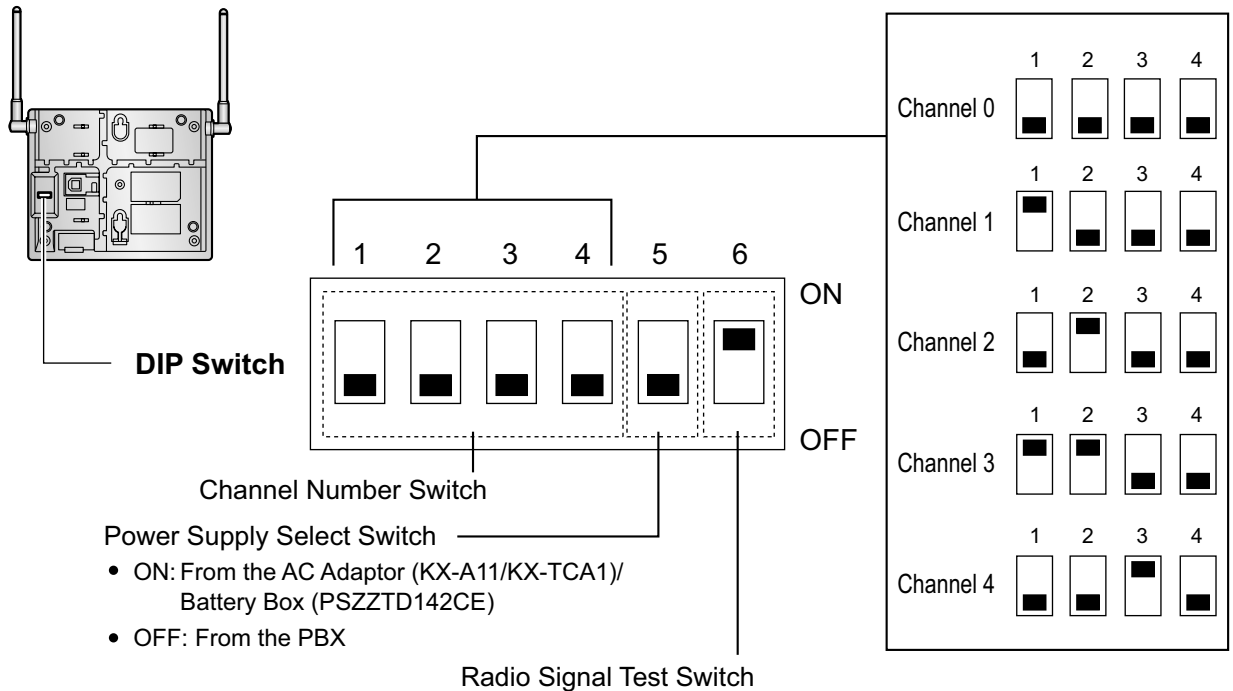 1 2 3 4
Channel 0
1 2 3 4
Channel 1
1 2 3 4 5 6
ON
OFF
DIP Switch
1 2 3 4
Channel 2
1 2 3 4
Channel 3
1 2 3 4
Channel 4
Channel Number Switch
Power Supply Select Switch
• ON: From the AC Adaptor (KX-A11/KX-TCA1)/
Battery Box (PSZZTD142CE)
• OFF: From the PBX
Radio Signal Test Switch